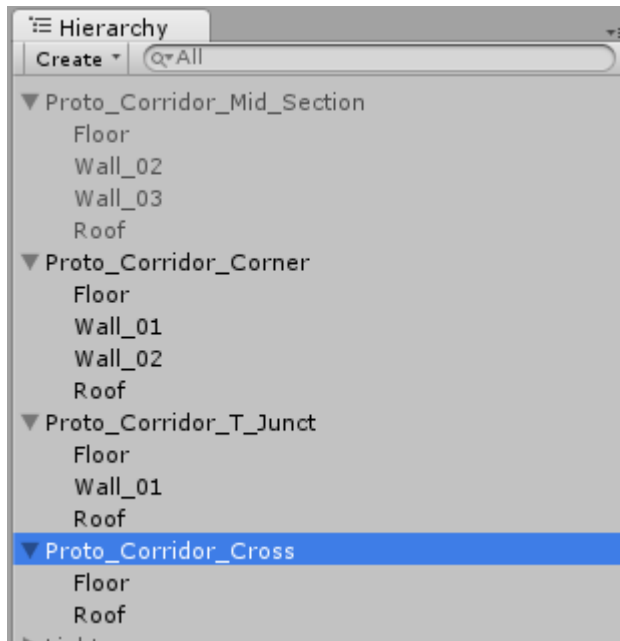 Hierarchy
Create All
Proto_Corridor_Mid_Section
Floor
Wall_02
Wall_03
Roof
Proto_Corridor_Corner
Floor
Wall_01
Wall_02
Roof
Proto_Corridor_T_Junct
Floor
Wall_01
Roof
Proto_Corridor_Cross
Floor
Roof